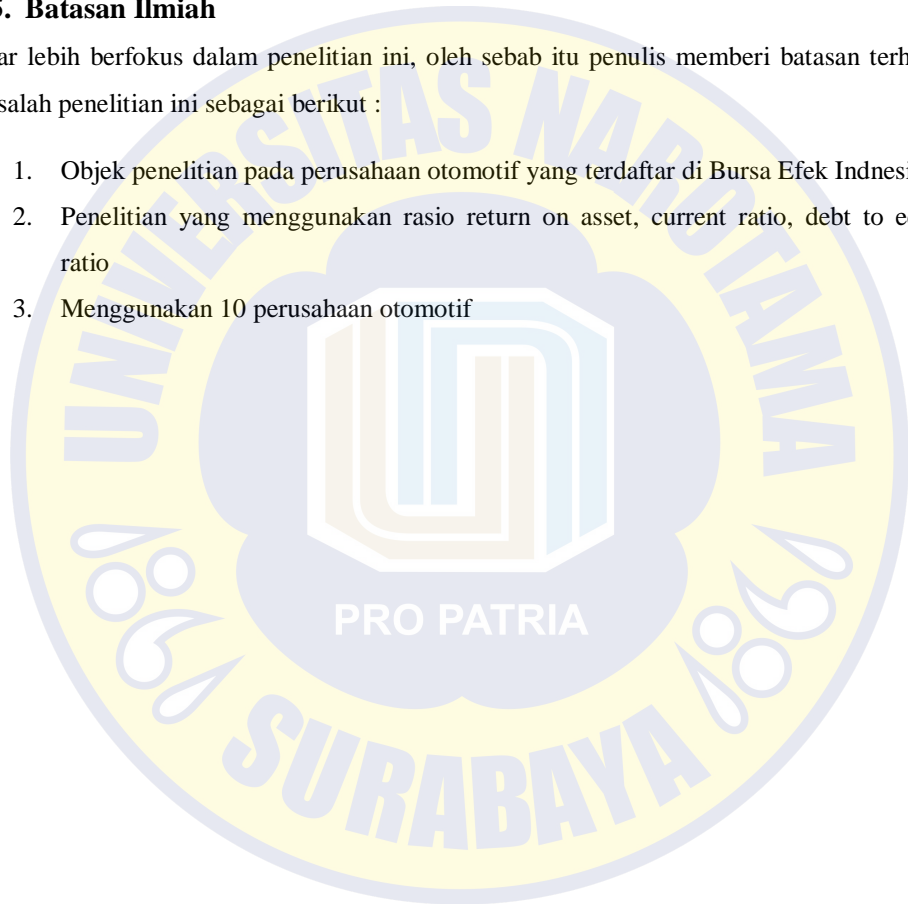 5. Batasan Ilmiah
ar lebih berfokus dalam penelitian ini, oleh sebab itu penulis memberi batasan terh
salah penelitian ini sebagai berikut :
1. Objek penelitian pada perusahaan otomotif yang terdaftar di Bursa Efek Indnesi
2. Penelitian yang menggunakan rasio return on asset, current ratio, debt to e
ratio
3. Menggunakan 10 perusahaan otomotif
UNIVERSITAS NAROTAMA
PRO PATRIA
SURABAYA